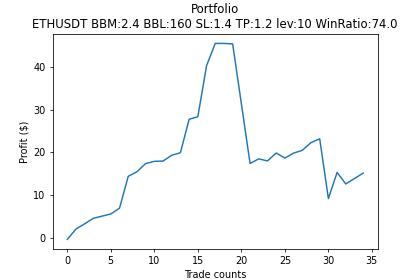 Portfolio
ETHUSDT BBM:2.4 BBL:160 SL:1.4 TP:1.2 lev:10 WinRatio:74.0
Profit ($)
40
30
20
10
0
0 5 10 15 20 25 30 35
Trade counts